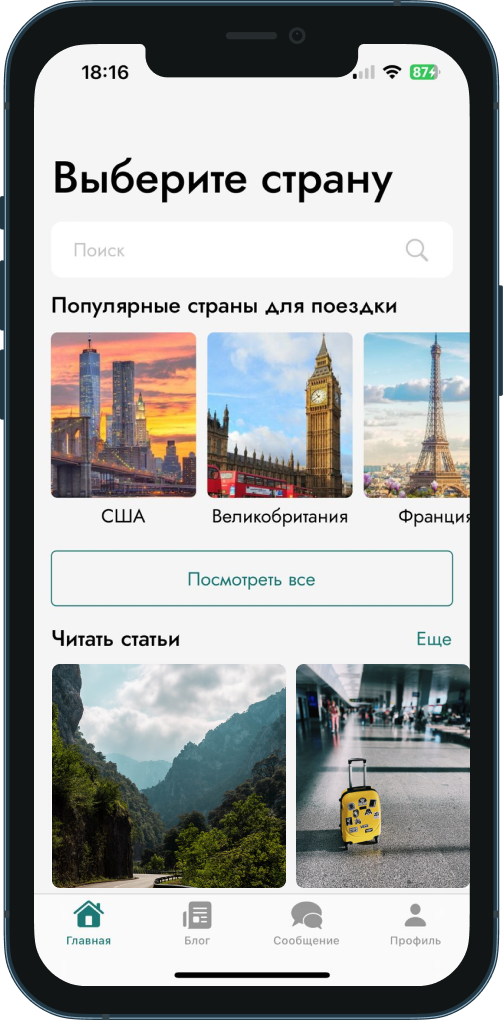 18:16
87
Выберите страну
Поиск
Популярные страны для поездки
США
Великобритания
Франция
Посмотреть все
Читать статьи
Еще
Главная
Блог
Сообщение
Профиль